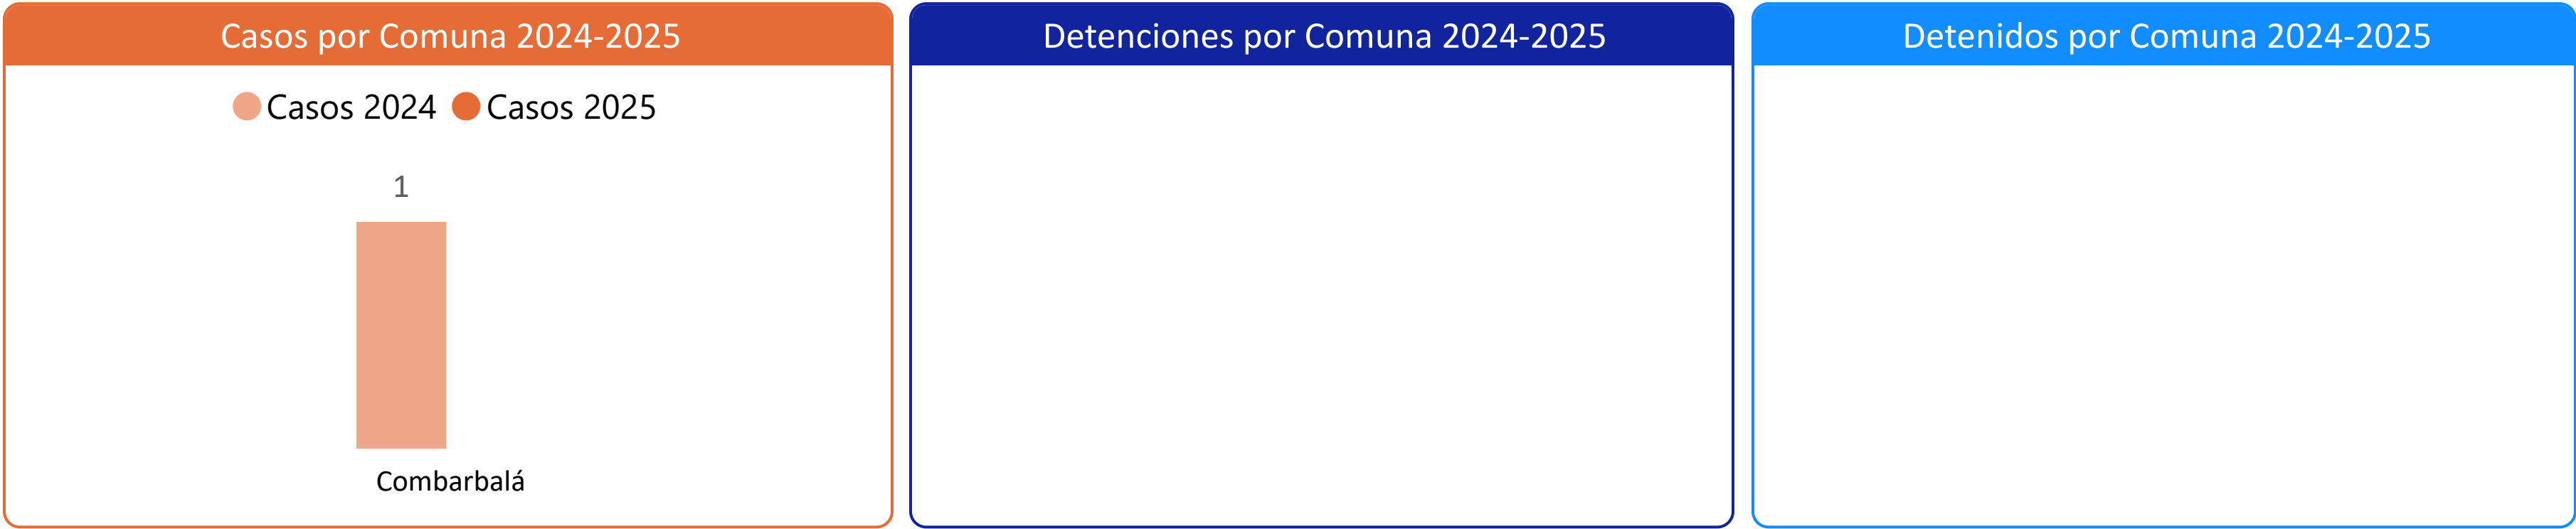 Casos por Comuna 2024-2025
Casos 2024 Casos 2025
1
Combarbalá
Detenciones por Comuna 2024-2025
Detenidos por Comuna 2024-2025